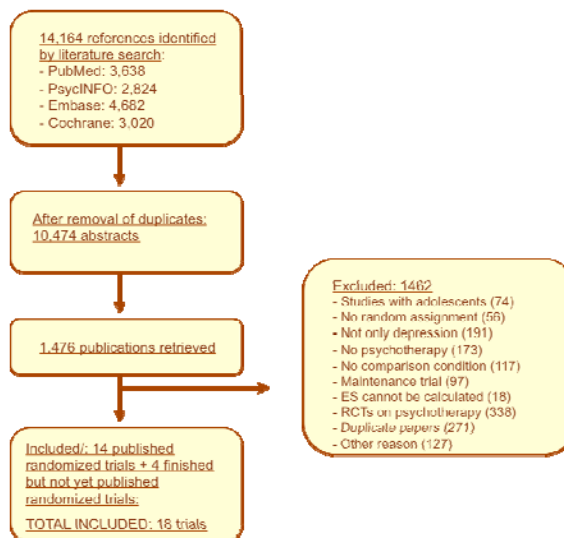 14,164 references identified
by literature search:
- PubMed: 3,638
- PsycINFO: 2,824
- Embase: 4,682
- Cochrane: 3,020
After removal of duplicates:
10,474 abstracts
1,476 publications retrieved
Excluded: 1462
- Studies with adolescents (74)
- No random assignment (56)
- Not only depression (191)
- No psychotherapy (173)
- No comparison condition (117)
- Maintenance trial (97)
- ES cannot be calculated (18)
- RCTs on psychotherapy (338)
- Duplicate papers (271)
- Other reason (127)
Included/: 14 published
randomized trials + 4 finished
but not yet published
randomized trials:
TOTAL INCLUDED: 18 trials